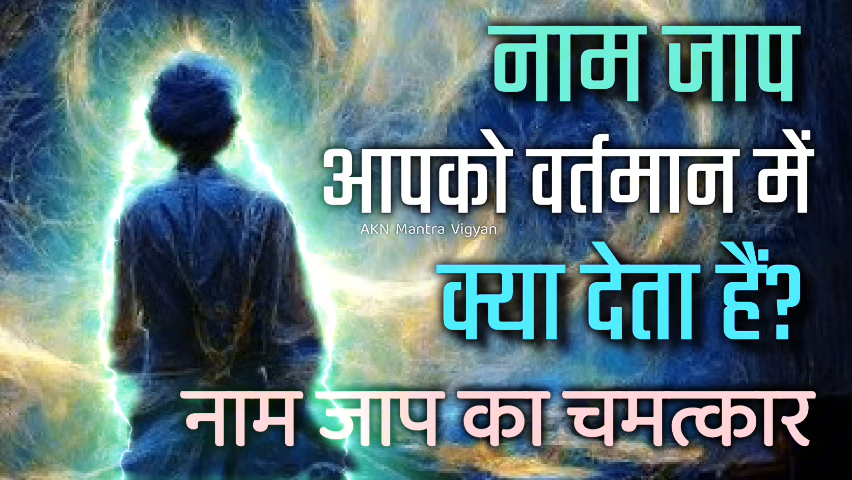 नाम जाप
आपको वर्तमान में
AKN Mantra Vigyan
क्या देता हैं?
नाम जाप का चमत्कार